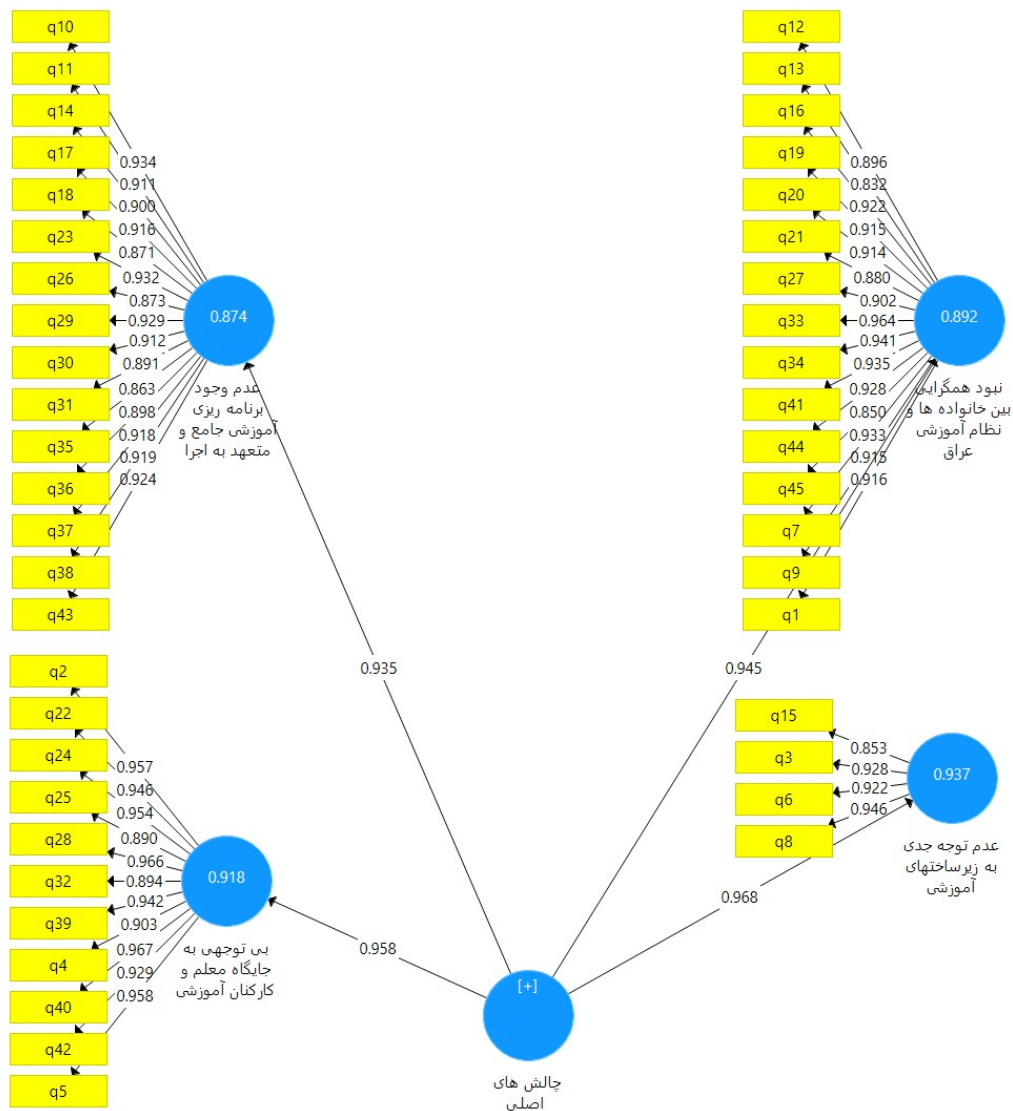 q10
q11
q14
q17
q18
q23
q26
q29
q30
q31
q35
q36
q37
q38
q43
0.934
0.911
0.900
0.916
0.871
0.932
0.873
0.929
0.912
0.891
0.863
0.898
0.918
0.919
0.924
0.874
عدم وجود
برنامه ریزی
آموزشی جامع و
متعهد به اجرا
q12
q13
q16
q19
q20
q21
q27
q33
q34
q41
q44
q45
q7
q9
q1
0.896
0.832
0.922
0.915
0.914
0.880
0.902
0.964
0.941
0.935
0.928
0.850
0.933
0.915
0.916
0.892
نبود همگرایی
بین خانواده ها و
نظام آموزشی
عراق
0.935
0.945
q2
q22
q24
q25
q28
q32
q39
q4
q40
q42
q5
0.957
0.946
0.954
0.890
0.966
0.894
0.942
0.903
0.967
0.929
0.958
0.918
بی توجهی به
جایگاه معلم و
کارکنان آموزشی
q15
q3
q6
q8
0.853
0.928
0.922
0.946
0.937
عدم توجه جدی
به زیرساختهای
آموزشی
0.958
0.968
[+]
چالش های
اصلی